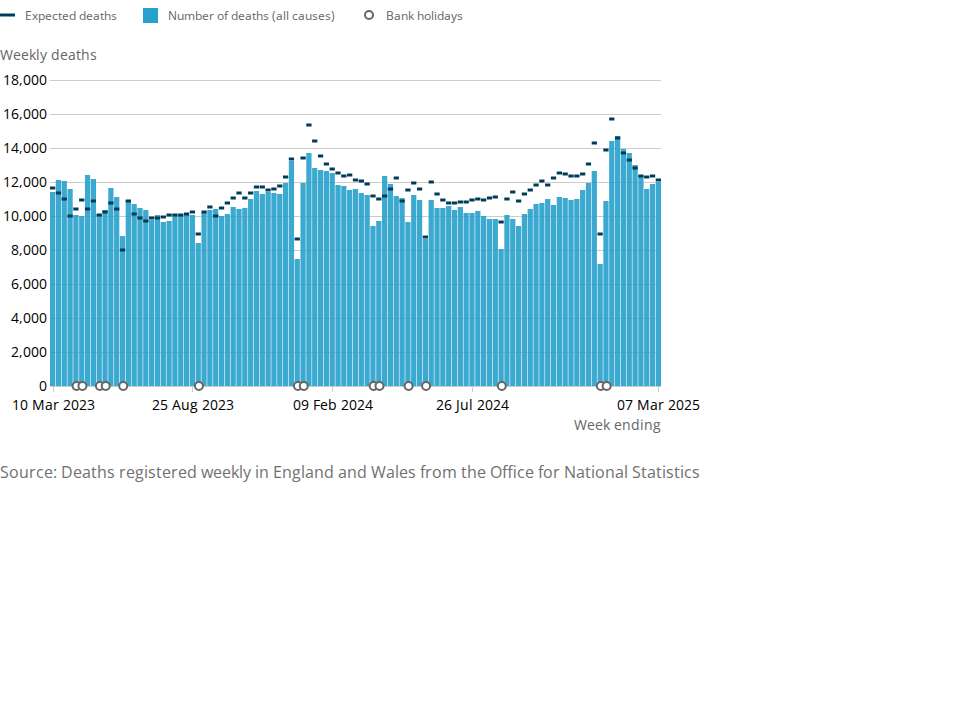 Expected deaths Number of deaths (all causes) Bank holidays
Weekly deaths
18,000
16,000
14,000
12,000
10,000
8,000
6,000
4,000
2,000
0
10 Mar 2023 25 Aug 2023 09 Feb 2024 26 Jul 2024 07 Mar 2025
Week ending
Source: Deaths registered weekly in England and Wales from the Office for National Statistics